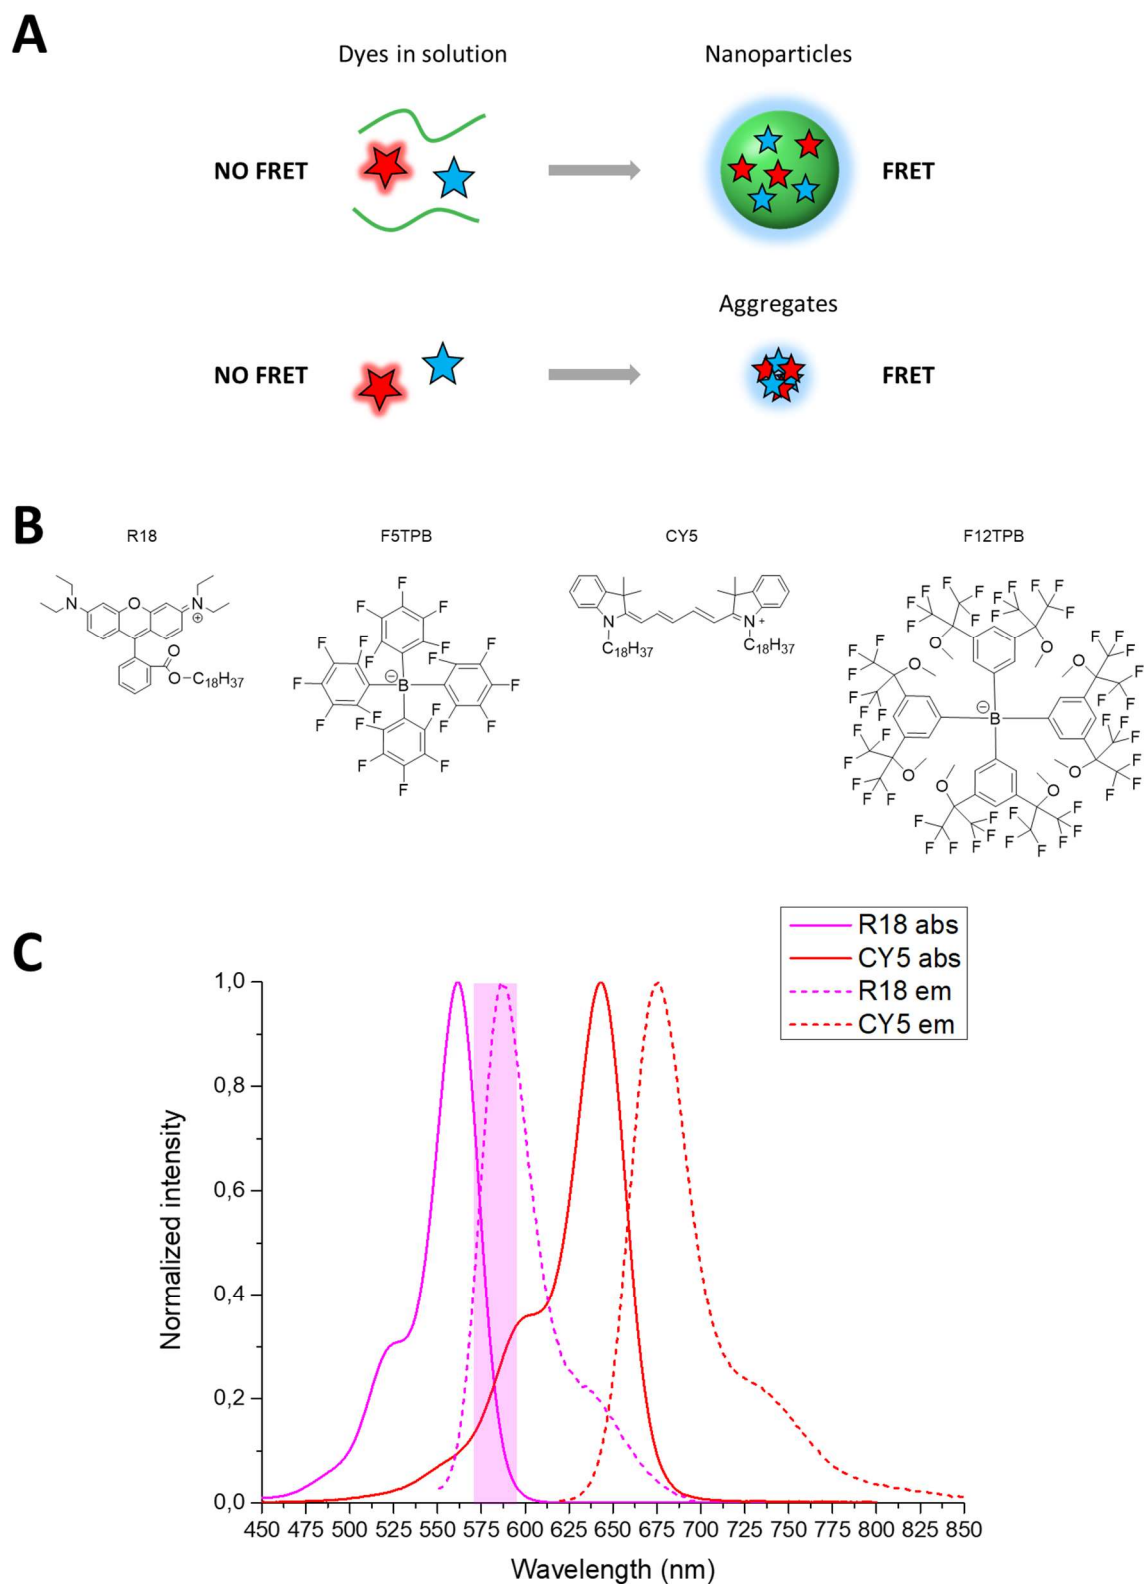 A
Dyes in solution Nanoparticles
NO FRET FRET
Aggregates
NO FRET FRET
B
R18 F5TPB CY5 F12TPB
N O N ⊕
O
O C18H37
F F F F F F F F F F F F F F F F F F F F
B ⊖
N N +
C18H37 C18H37
F F F F F F F F F F F F F F F F F F F F F F F F F F F F F F F F F F F F F F F F F F F F F F F F
O O O O O O O O
B ⊖
C
R18 abs
CY5 abs
R18 em
CY5 em
Normalized intensity
1,0
0,8
0,6
0,4
0,2
0,0
450 475 500 525 550 575 600 625 650 675 700 725 750 775 800 825 850
Wavelength (nm)